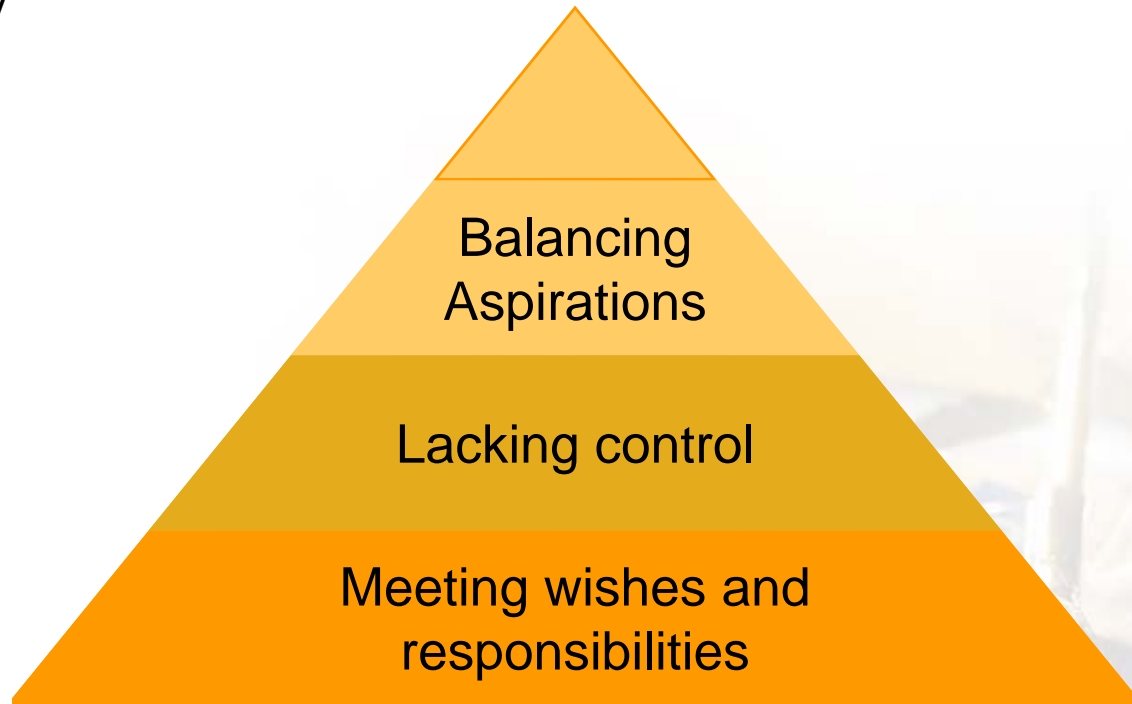 Balancing
Aspirations
Lacking control
Meeting wishes and
responsibilities